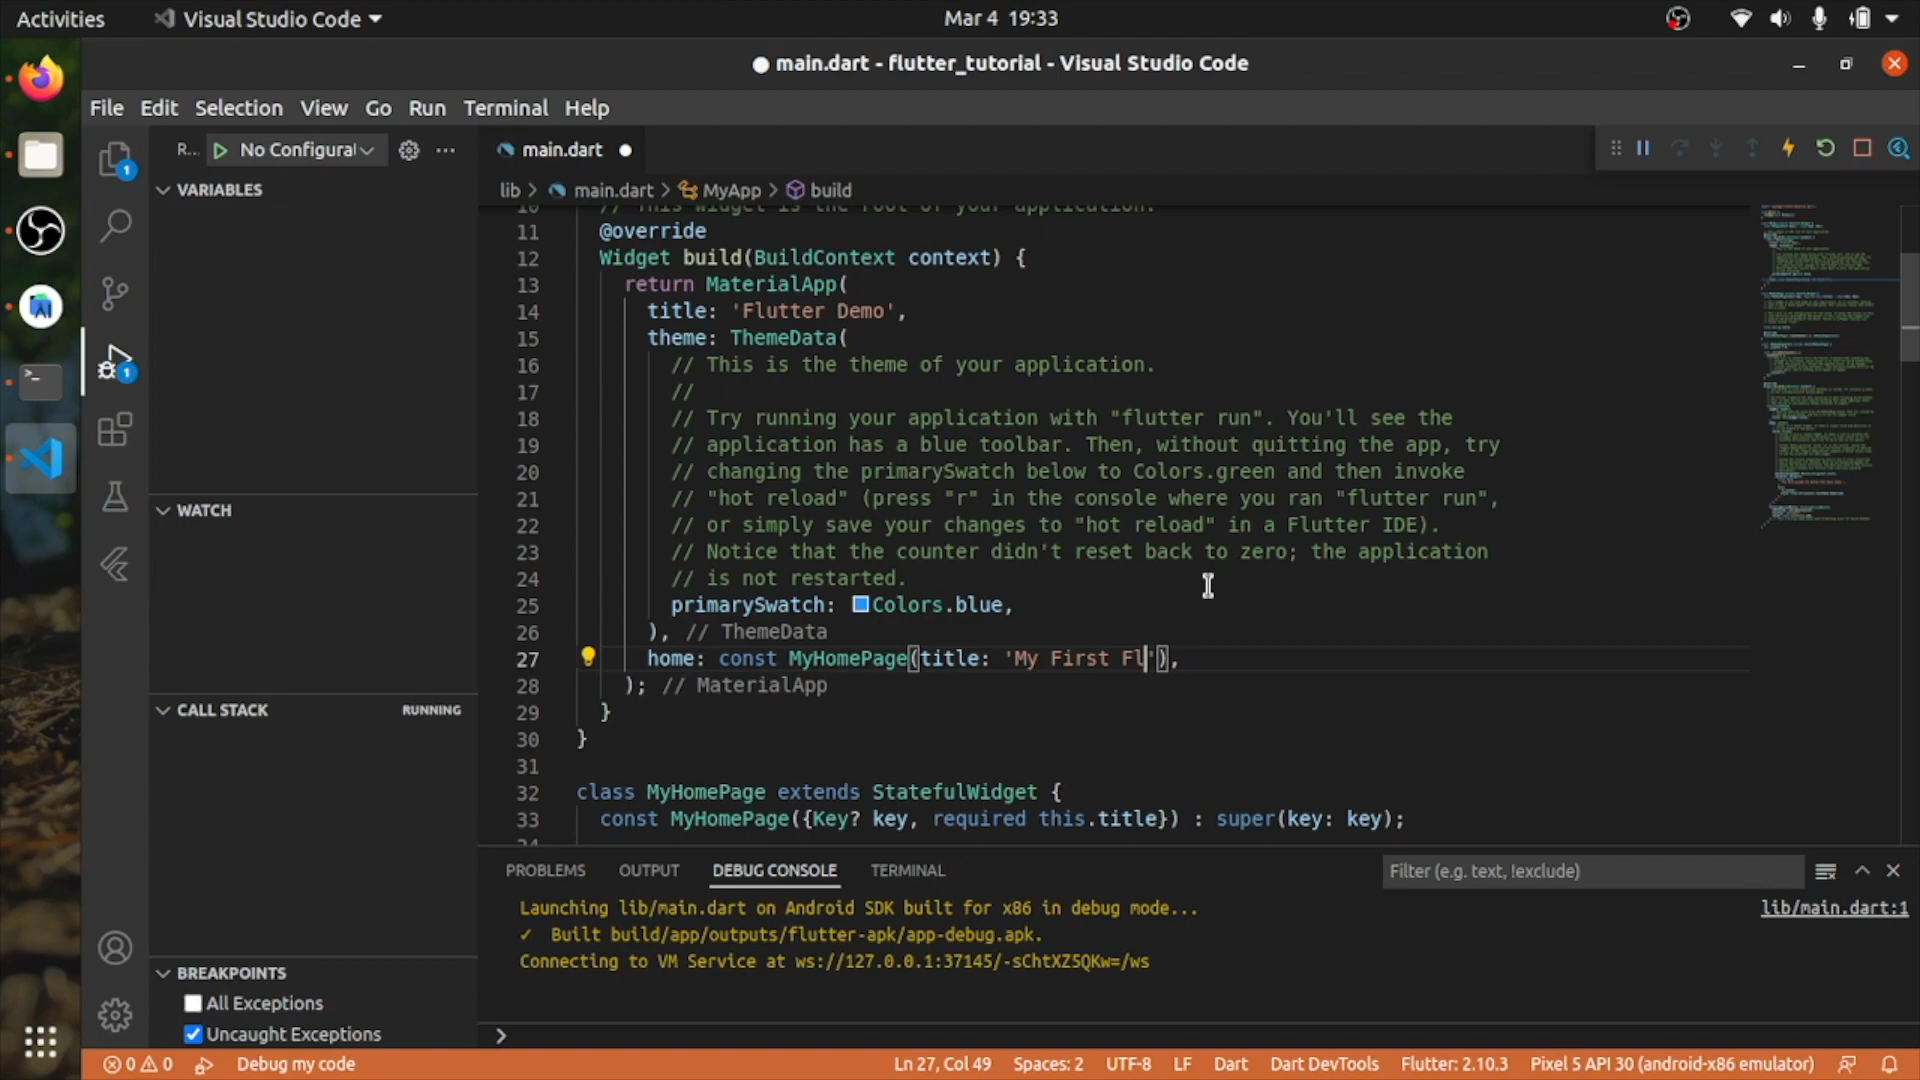 Activities
Visual Studio Code
Mar 4 19:33
main.dart - flutter_tutorial - Visual Studio Code
File Edit Selection View Go Run Terminal Help
R... No Configurat
main.dart
lib > main.dart > MyApp > build
VARIABLES
WATCH
CALL STACK RUNNING
BREAKPOINTS
All Exceptions
Uncaught Exceptions
1
1
10 // This widget is the root of your application.
11 @override
12 Widget build(BuildContext context) {
13 return MaterialApp(
14 title: 'Flutter Demo',
15 theme: ThemeData(
16 // This is the theme of your application.
17 //
18 // Try running your application with "flutter run". You'll see the
19 // application has a blue toolbar. Then, without quitting the app, try
20 // changing the primarySwatch below to Colors.green and then invoke
21 // "hot reload" (press "r" in the console where you ran "flutter run",
22 // or simply save your changes to "hot reload" in a Flutter IDE).
23 // Notice that the counter didn't reset back to zero; the application
24 // is not restarted.
25 primarySwatch: Colors.blue,
26 ), // ThemeData
27 home: const MyHomePage(title: 'My First Fl'),
28 ); // MaterialApp
29 }
30 }
31
32 class MyHomePage extends StatefulWidget {
33 const MyHomePage({Key? key, required this.title}) : super(key: key);
34
PROBLEMS OUTPUT DEBUG CONSOLE TERMINAL
Filter (e.g. text, !exclude)
Launching lib/main.dart on Android SDK built for x86 in debug mode...
lib/main.dart:1
✓ Built build/app/outputs/flutter-apk/app-debug.apk.
Connecting to VM Service at ws://127.0.0.1:37145/-sChtXZ5QKw=/ws
0 0 Debug my code
Ln 27, Col 49 Spaces: 2 UTF-8 LF Dart Dart DevTools Flutter: 2.10.3 Pixel 5 API 30 (android-x86 emulator)